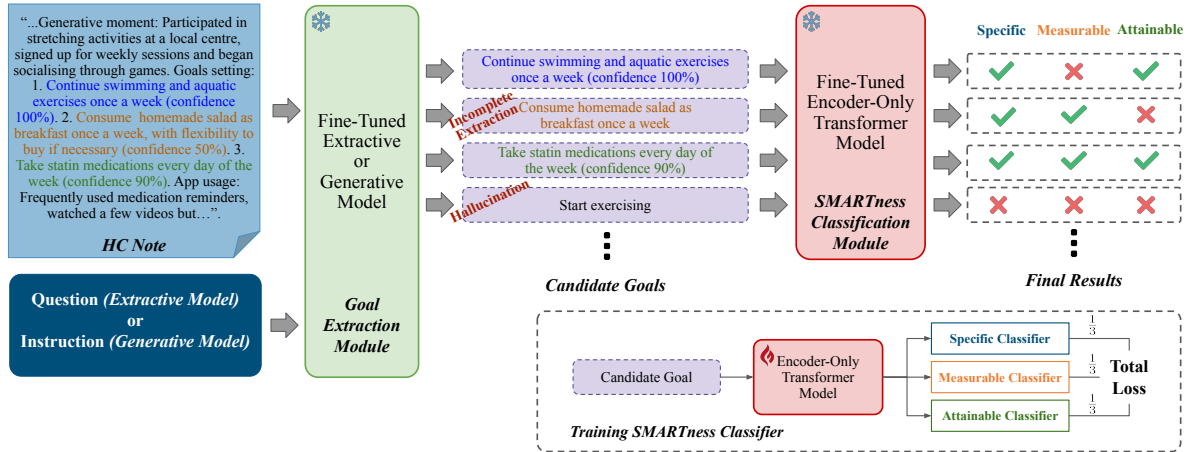 “...Generative moment: Participated in
stretching activities at a local centre,
signed up for weekly sessions and began
socialising through games. Goals setting:
1. Continue swimming and aquatic
exercises once a week (confidence
100%). 2. Consume homemade salad as
breakfast once a week, with flexibility to
buy if necessary (confidence 50%). 3.
Take statin medications every day of the
week (confidence 90%). App usage:
Frequently used medication reminders,
watched a few videos but…”.
HC Note
Question (Extractive Model)
or
Instruction (Generative Model)
Fine-Tuned
Extractive
or
Generative
Model
Goal
Extraction
Module
Continue swimming and aquatic exercises
once a week (confidence 100%)
Incomplete
Extraction
Consume homemade salad as
breakfast once a week
Take statin medications every day of
the week (confidence 90%)
Hallucination
Start exercising
Candidate Goals
Fine-Tuned
Encoder-Only
Transformer
Model
SMARTness
Classification
Module
Specific Measurable Attainable
Final Results
Candidate Goal
Encoder-Only
Transformer
Model
Specific Classifier
Measurable Classifier
Attainable Classifier
1/3
1/3
1/3
Total
Loss
Training SMARTness Classifier